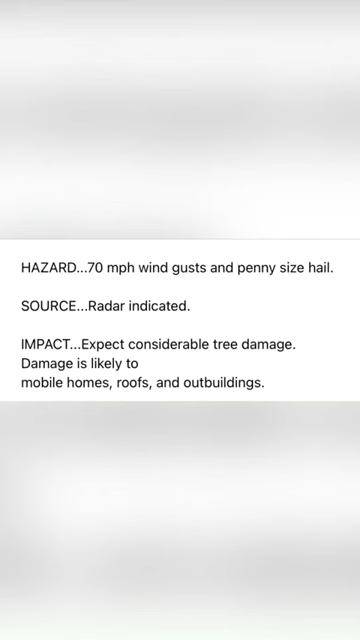 HAZARD...70 mph wind gusts and penny size hail.
SOURCE...Radar indicated.
IMPACT...Expect considerable tree damage.
Damage is likely to
mobile homes, roofs, and outbuildings.